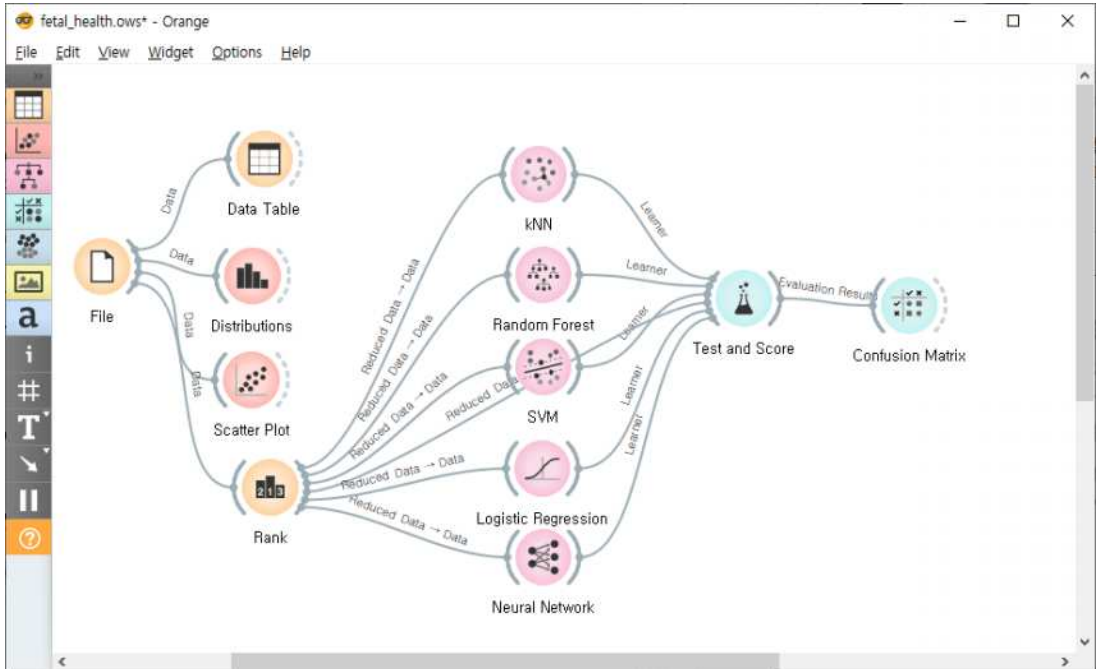 fetal_health.ows* - Orange
File Edit View Widget Options Help
Data Table
Data
Data
File
Distributions
Data
Data
Scatter Plot
Rank
Reduced Data → Data
Reduced Data → Data
Reduced Data → Data
Reduced Data
Reduced Data → Data
Reduced Data → Data
kNN
Random Forest
SVM
Logistic Regression
Neural Network
Learner
Learner
Learner
Learner
Learner
Test and Score
Evaluation Results
Confusion Matrix
a
i
T
213